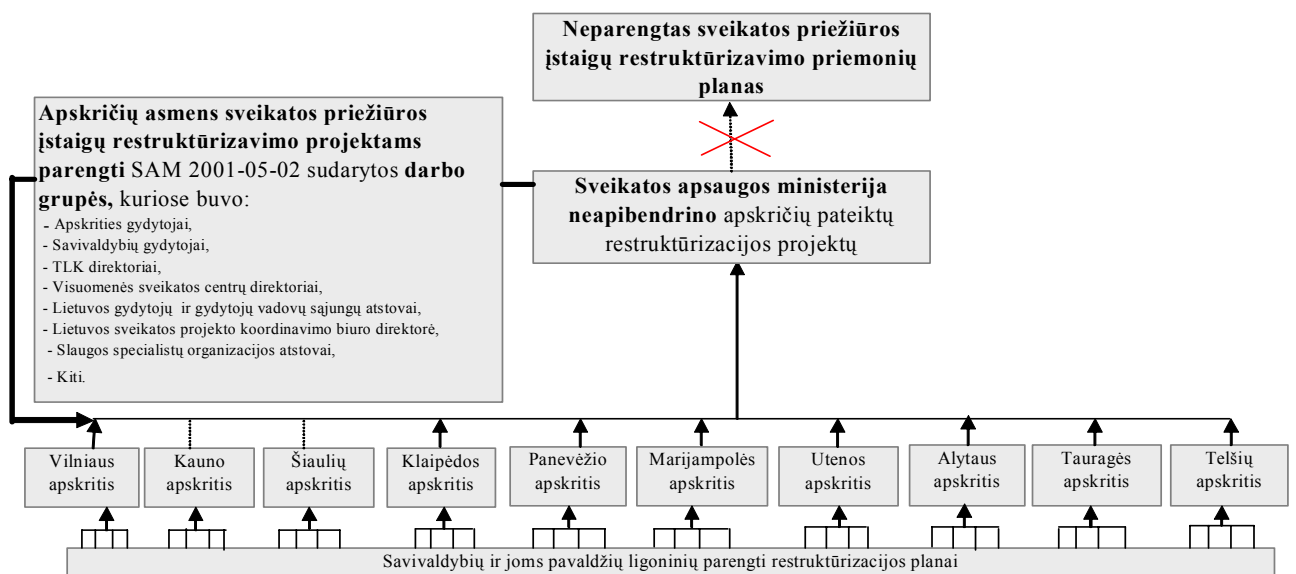 Neparengtas sveikatos priežiūros
įstaigų restruktūrizavimo priemonių
planas
Apskričių asmens sveikatos priežiūros
įstaigų restruktūrizavimo projektams
parengti SAM 2001-05-02 sudarytos darbo
grupės, kuriose buvo:
- Apskrities gydytojai,
- Savivaldybių gydytojai,
- TLK direktoriai,
- Visuomenės sveikatos centrų direktoriai,
- Lietuvos gydytojų ir gydytojų vadovų sąjungų atstovai,
- Lietuvos sveikatos projekto koordinavimo biuro direktorė,
- Slaugos specialistų organizacijos atstovai,
- Kiti.
Sveikatos apsaugos ministerija
neapibendrino apskričių pateiktų
restruktūrizacijos projektų
Vilniaus
apskritis
Kauno
apskritis
Šiaulių
apskritis
Klaipėdos
apskritis
Panevėžio
apskritis
Marijampolės
apskritis
Utenos
apskritis
Alytaus
apskritis
Tauragės
apskritis
Telšių
apskritis
Savivaldybių ir joms pavaldžių ligoninių parengti restruktūrizacijos planai